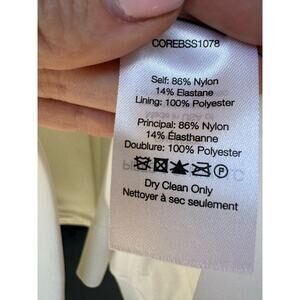 COREBSS1078
Self: 86% Nylon
14% Elastane
Lining: 100% Polyester
Principal: 86% Nylon
14% Élasthanne
Doublure: 100% Polyester
P
Dry Clean Only
Nettoyer à sec seulement